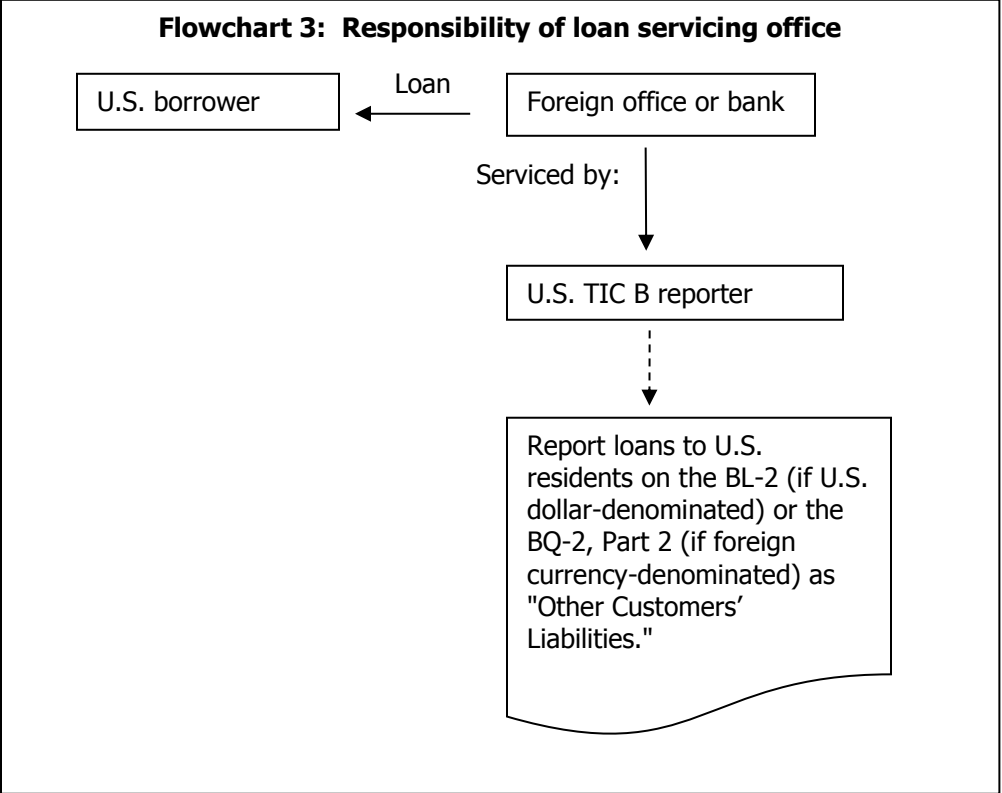 Flowchart 3:  Responsibility of loan servicing office
U.S. borrower
Loan
Foreign office or bank
Serviced by:
U.S. TIC B reporter
Report loans to U.S.
residents on the BL-2 (if U.S.
dollar-denominated) or the
BQ-2, Part 2 (if foreign
currency-denominated) as
"Other Customers’
Liabilities."